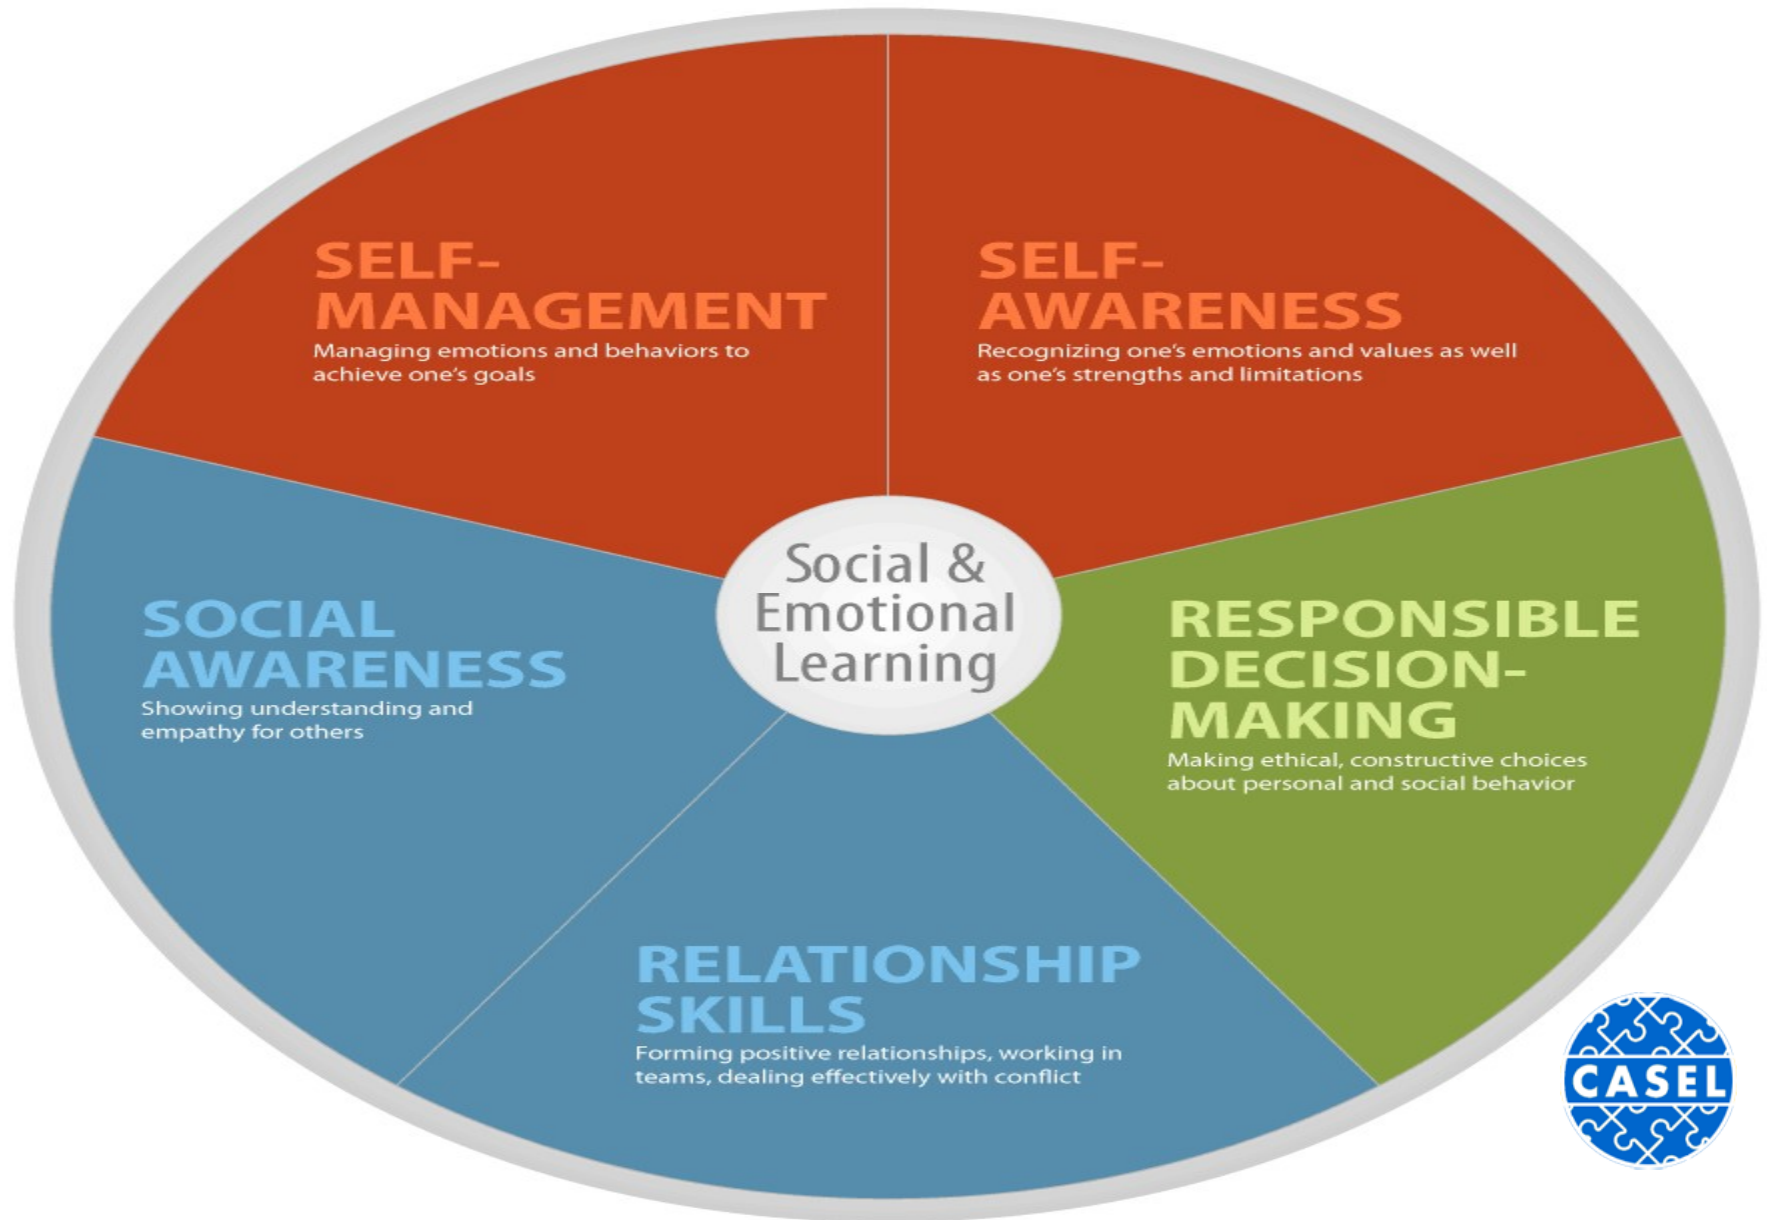 SELF-
MANAGEMENT
Managing emotions and behaviors to
achieve one's goals
SELF-
AWARENESS
Recognizing one's emotions and values as well
as one's strengths and limitations
Social &
Emotional
Learning
SOCIAL
AWARENESS
Showing understanding and
empathy for others
RESPONSIBLE
DECISION-
MAKING
Making ethical, constructive choices
about personal and social behavior
RELATIONSHIP
SKILLS
Forming positive relationships, working in
teams, dealing effectively with conflict
CASEL